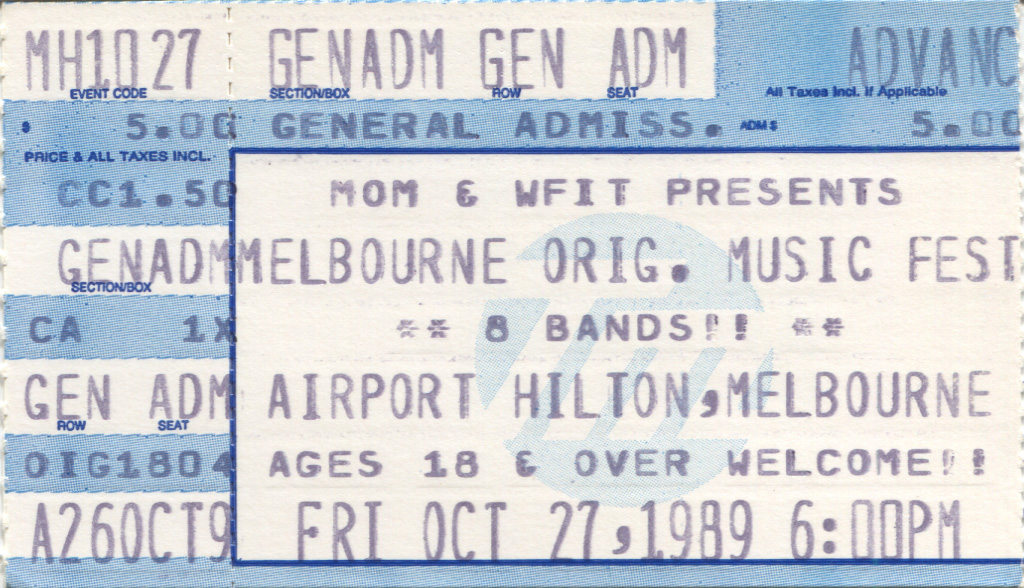 MH1027 GENADM GEN ADM ADVANC
EVENT CODE SECTION/BOX ROW SEAT All Taxes Incl. If Applicable
$ 5.00 GENERAL ADMISS. ADM $ 5.00
PRICE & ALL TAXES INCL.
CC1.50 MOM & WFIT PRESENTS
GENADM MELBOURNE ORIG. MUSIC FEST
SECTION/BOX
CA 1X ** 8 BANDS!! **
GEN ADM AIRPORT HILTON,MELBOURNE
ROW SEAT
OIG1804 AGES 18 & OVER WELCOME!!
A26OCT9 FRI OCT 27,1989 6:00PM